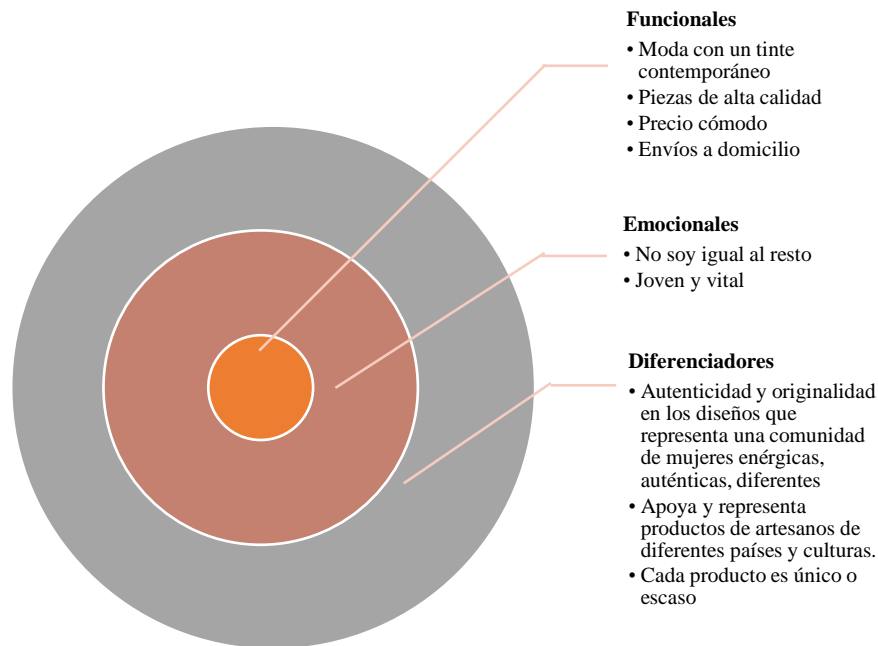 Funcionales
• Moda con un tinte
contemporáneo
• Piezas de alta calidad
• Precio cómodo
• Envíos a domicilio
Emocionales
• No soy igual al resto
• Joven y vital
Diferenciadores
• Autenticidad y originalidad
en los diseños que
representa una comunidad
de mujeres enérgicas,
auténticas, diferentes
• Apoya y representa
productos de artesanos de
diferentes países y culturas.
• Cada producto es único o
escaso